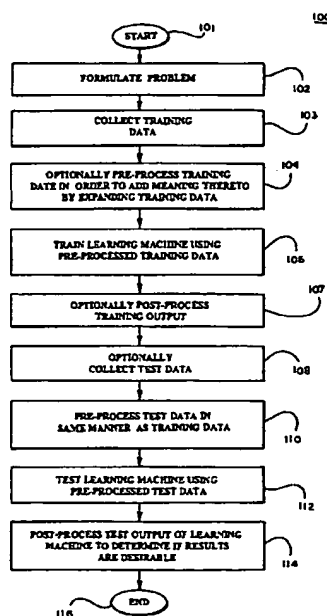 100
START
101
FORMULATE PROBLEM
102
COLLECT TRAINING
DATA
103
OPTIONALLY PRE-PROCESS TRAINING
DATE IN ORDER TO ADD MEANING THERETO
BY EXPANDING TRAINING DATA
104
TRAIN LEARNING MACHINE USING
PRE-PROCESSED TRAINING DATA
106
OPTIONALLY POST-PROCESS
TRAINING OUTPUT
107
OPTIONALLY
COLLECT TEST DATA
108
PRE-PROCESS TEST DATA IN
SAME MANNER AS TRAINING DATA
110
TEST LEARNING MACHINE USING
PRE-PROCESSED TEST DATA
112
POST-PROCESS TEST OUTPUT OF LEARNING
MACHINE TO DETERMINE IF RESULTS
ARE DESIRABLE
114
END
116